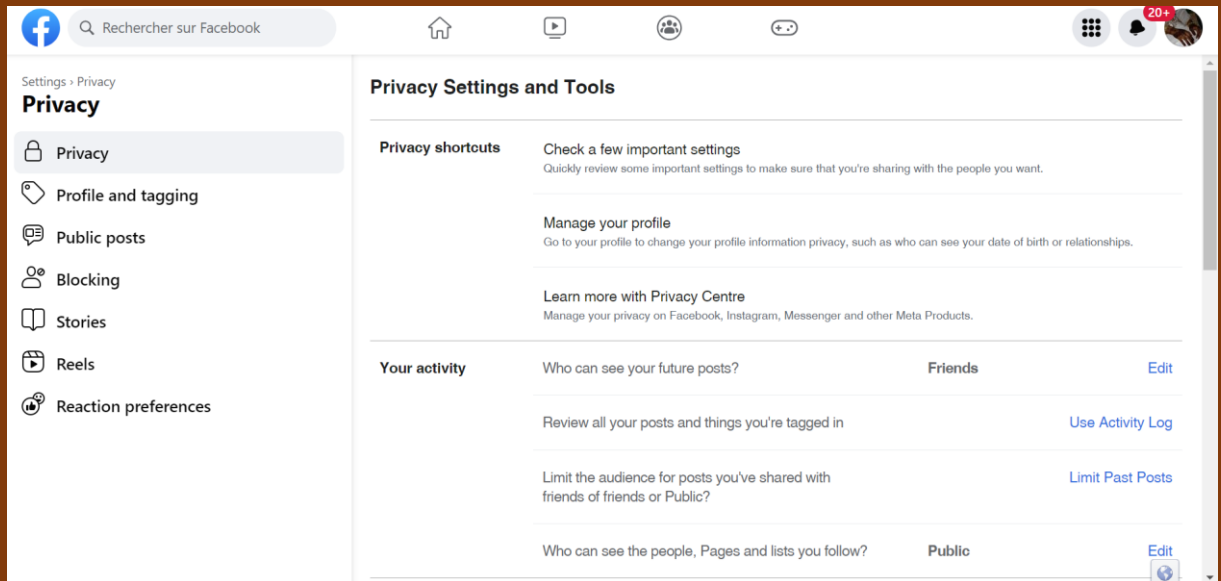 Rechercher sur Facebook
20+
Settings › Privacy
Privacy
Privacy
Profile and tagging
Public posts
Blocking
Stories
Reels
Reaction preferences
Privacy Settings and Tools
Privacy shortcuts
Check a few important settings
Quickly review some important settings to make sure that you're sharing with the people you want.
Manage your profile
Go to your profile to change your profile information privacy, such as who can see your date of birth or relationships.
Learn more with Privacy Centre
Manage your privacy on Facebook, Instagram, Messenger and other Meta Products.
Your activity
Who can see your future posts? Friends Edit
Review all your posts and things you're tagged in Use Activity Log
Limit the audience for posts you've shared with Limit Past Posts
friends of friends or Public?
Who can see the people, Pages and lists you follow? Public Edit